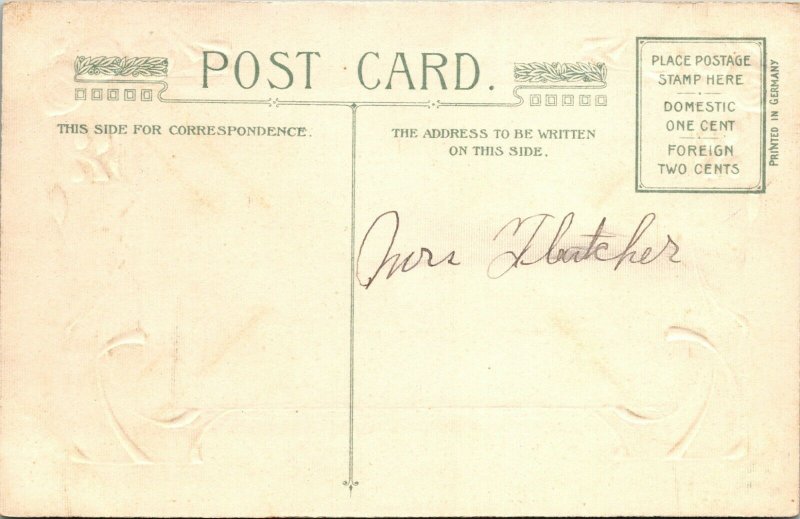 POST CARD.
THIS SIDE FOR CORRESPONDENCE.
THE ADDRESS TO BE WRITTEN
ON THIS SIDE.
PLACE POSTAGE
STAMP HERE
DOMESTIC
ONE CENT
FOREIGN
TWO CENTS
PRINTED IN GERMANY
Mrs Flutcher